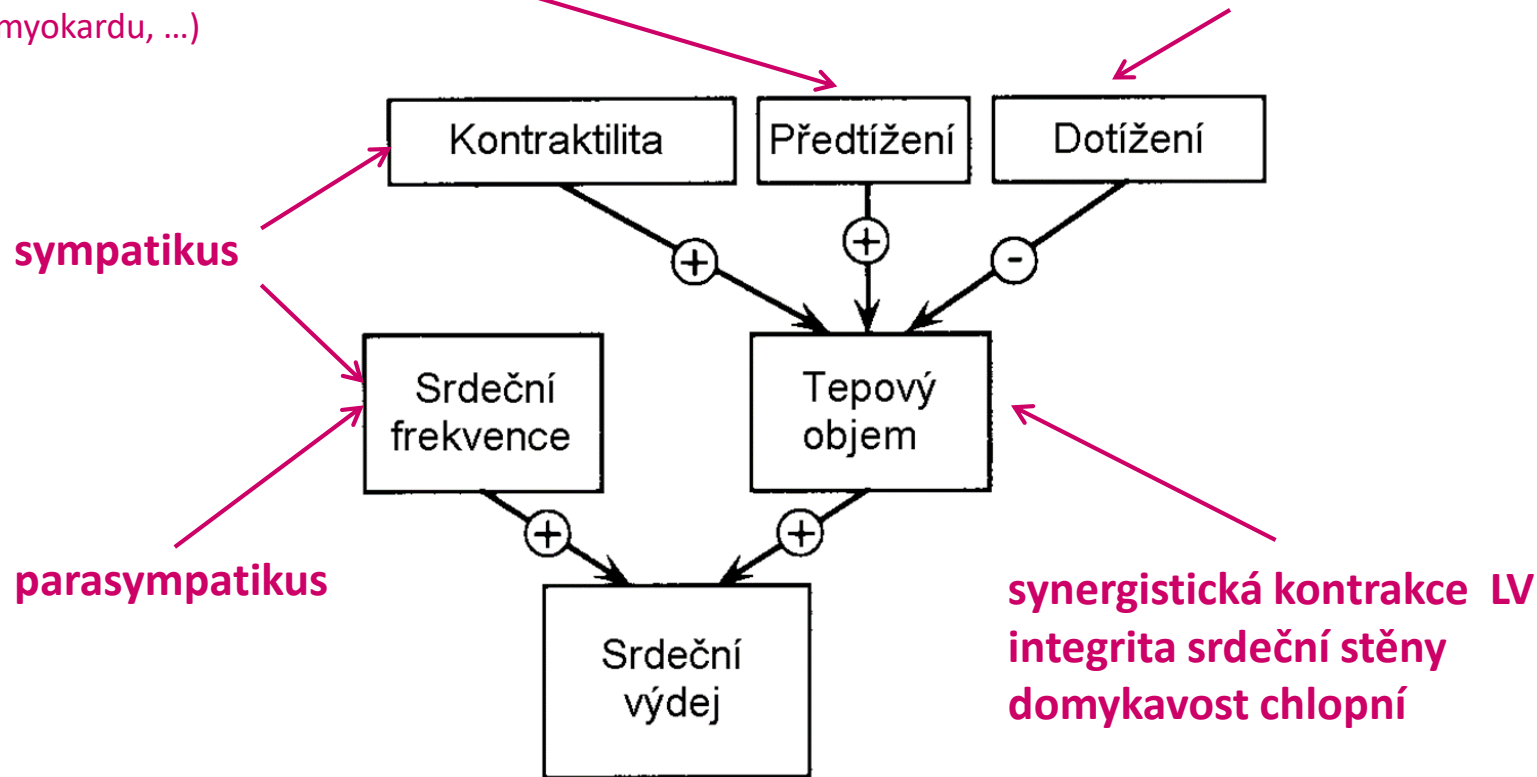 myokardu, ...)
Kontraktilita
Předtížení
Dotížení
sympatikus
+
+
-
Srdeční
frekvence
Tepový
objem
parasympatikus
+
+
Srdeční
výdej
synergistická kontrakce LV
integrita srdeční stěny
domykavost chlopní